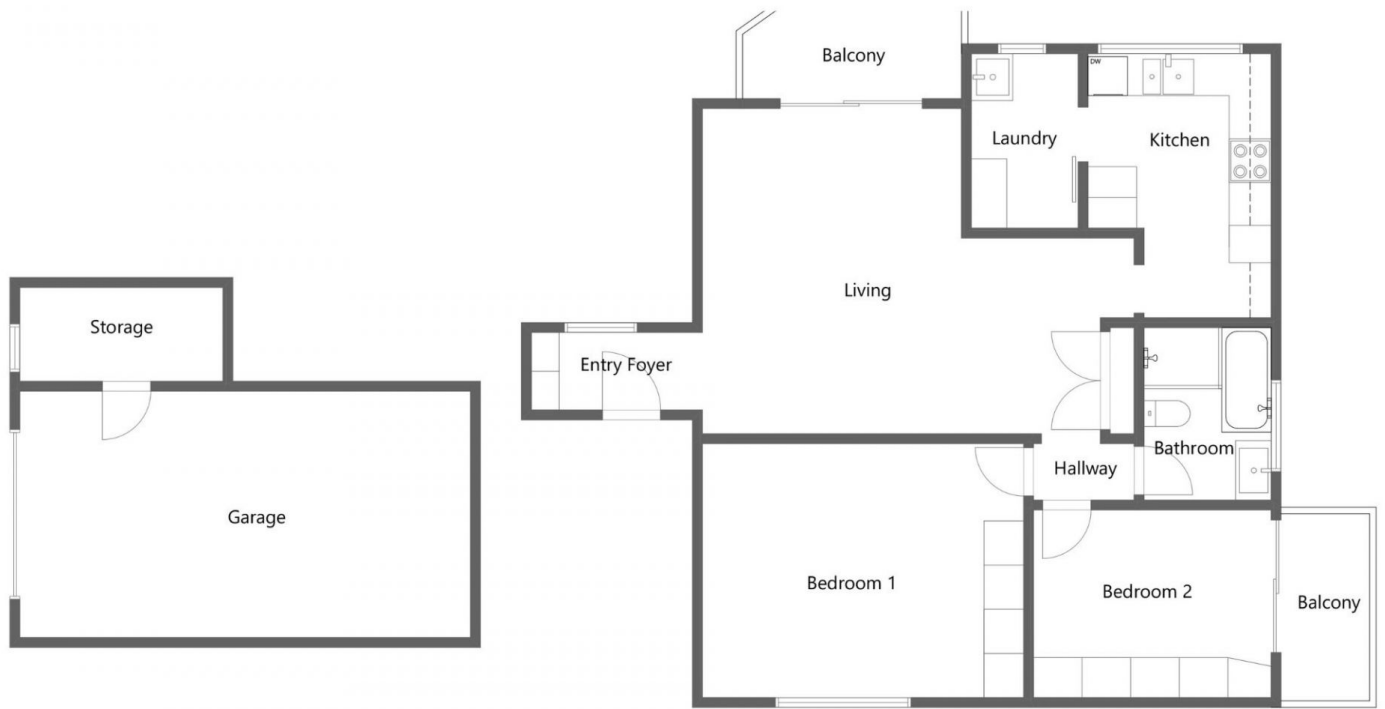 Balcony
DW
Laundry
Kitchen
Living
Storage
Entry Foyer
Bathroom
Hallway
Garage
Bedroom 1
Bedroom 2
Balcony